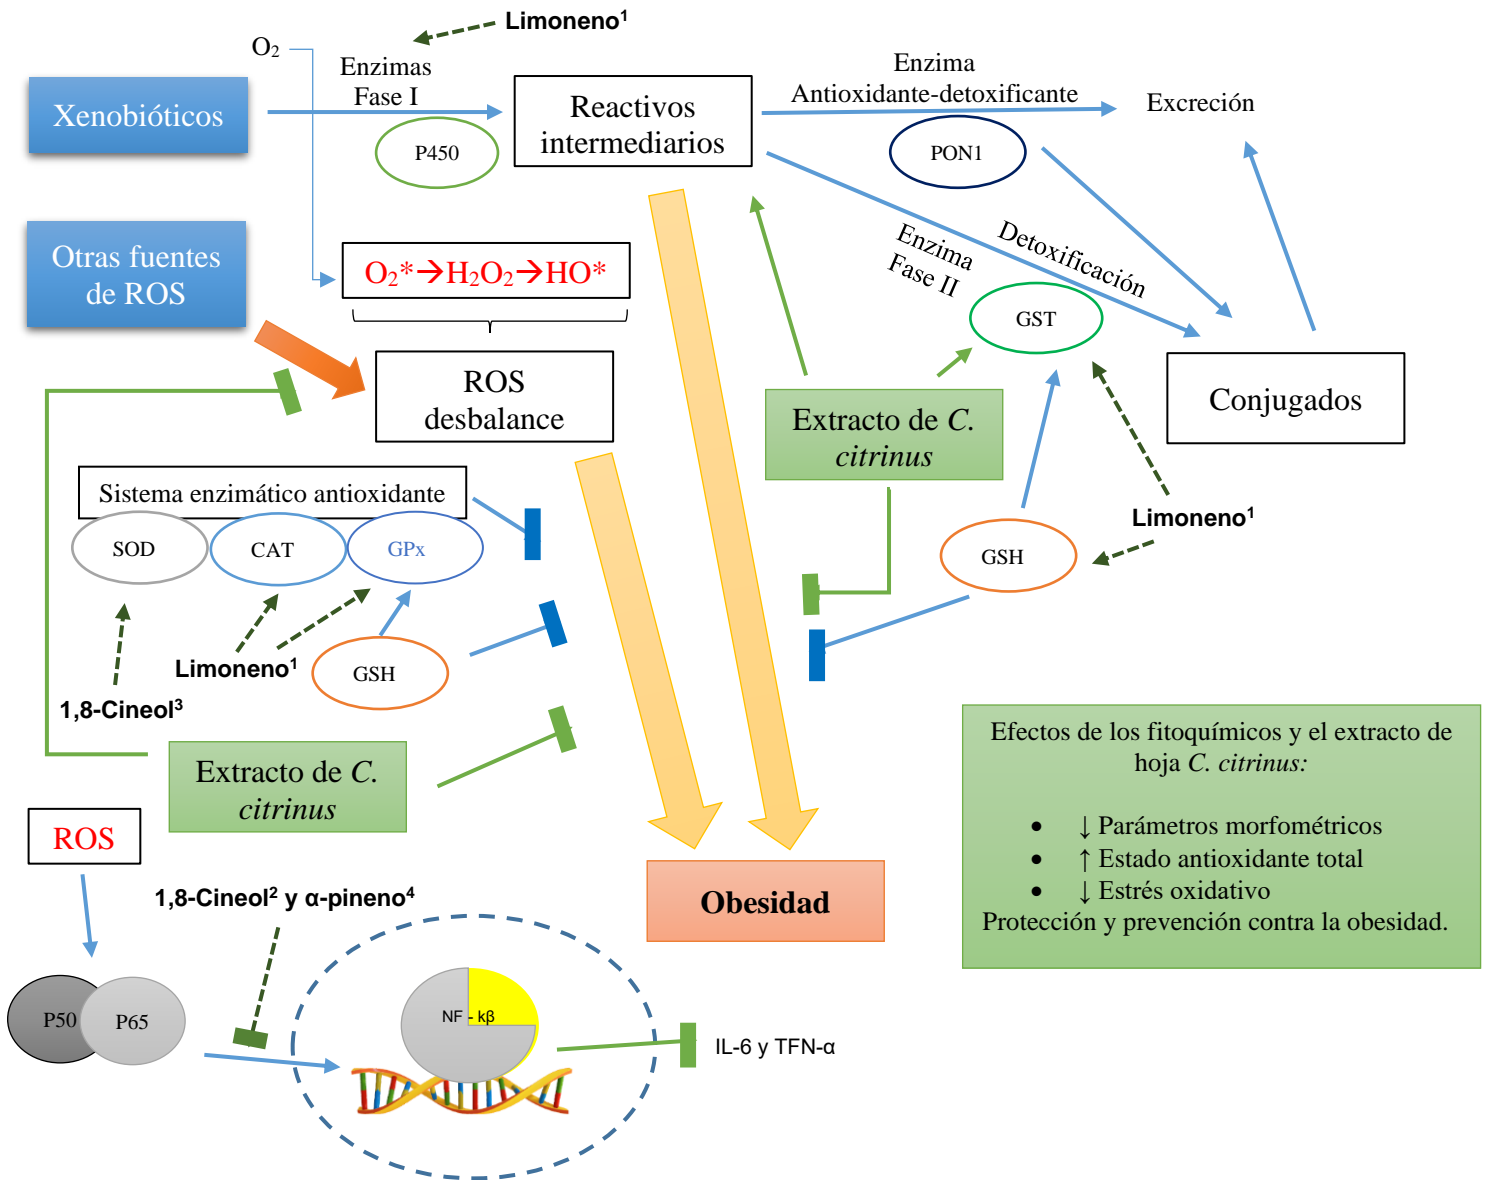 Limoneno¹
O₂
Enzimas
Fase I
Xenobióticos
P450
Reactivos
intermediarios
Enzima
Antioxidante-detoxificante
PON1
Excreción
Otras fuentes
de ROS
O₂*→H₂O₂→HO*
Enzima
Fase II
Detoxificación
GST
ROS
desbalance
Extracto de C.
citrinus
Conjugados
Sistema enzimático antioxidante
SOD
CAT
GPx
Limoneno¹
GSH
Limoneno¹
GSH
1,8-Cineol³
Extracto de C.
citrinus
ROS
1,8-Cineol² y α-pineno⁴
Obesidad
Efectos de los fitoquímicos y el extracto de
hoja C. citrinus:
• ↓ Parámetros morfométricos
• ↑ Estado antioxidante total
• ↓ Estrés oxidativo
Protección y prevención contra la obesidad.
P50
P65
NF - kβ
IL-6 y TFN-α